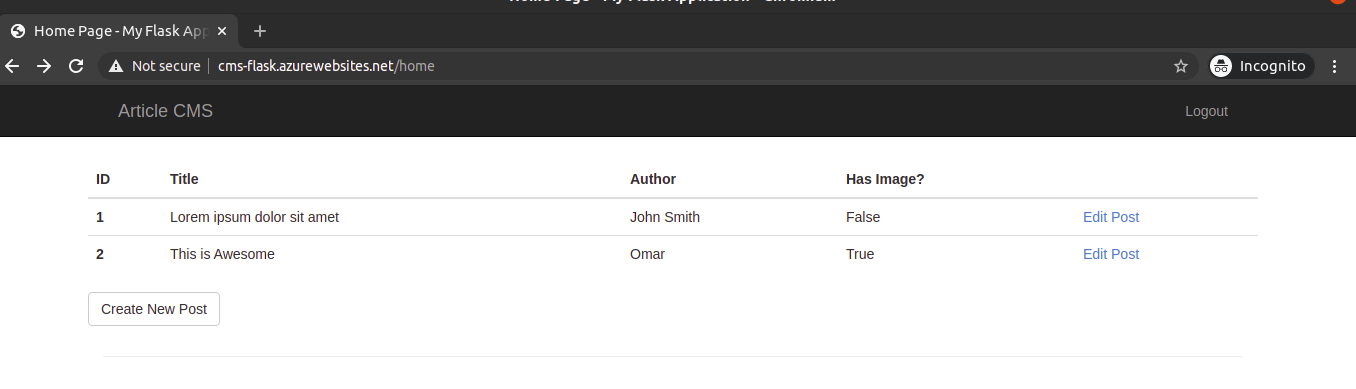 Home Page - My Flask App
Not secure | cms-flask.azurewebsites.net/home Incognito
Article CMS Logout
ID Title Author Has Image?
1 Lorem ipsum dolor sit amet John Smith False Edit Post
2 This is Awesome Omar True Edit Post
Create New Post